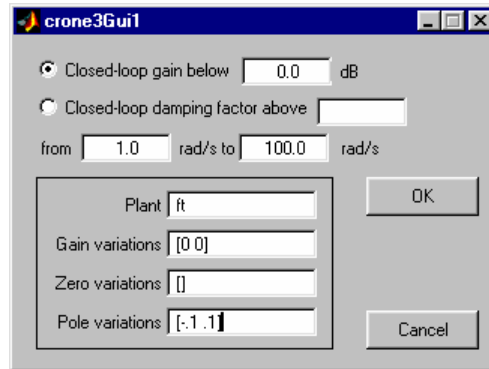 crone3Gui1
Closed-loop gain below 0.0 dB
Closed-loop damping factor above
from 1.0 rad/s to 100.0 rad/s
Plant ft
OK
Gain variations [0 0]
Zero variations []
Pole variations [-.1 .1]
Cancel